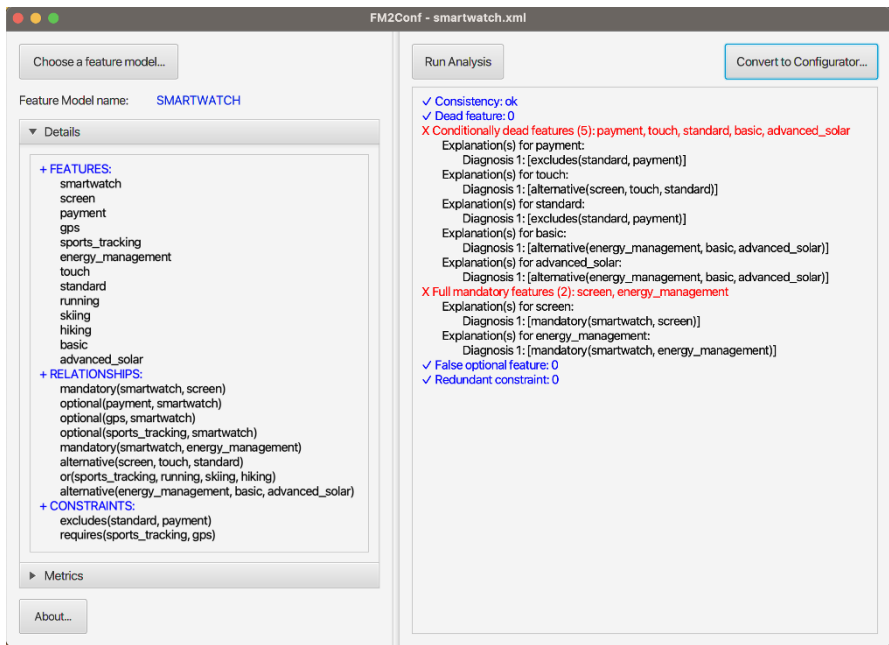 FM2Conf - smartwatch.xml
Choose a feature model...
Feature Model name: SMARTWATCH
▼ Details
+ FEATURES:
smartwatch
screen
payment
gps
sports_tracking
energy_management
touch
standard
running
skiing
hiking
basic
advanced_solar
+ RELATIONSHIPS:
mandatory(smartwatch, screen)
optional(payment, smartwatch)
optional(gps, smartwatch)
optional(sports_tracking, smartwatch)
mandatory(smartwatch, energy_management)
alternative(screen, touch, standard)
or(sports_tracking, running, skiing, hiking)
alternative(energy_management, basic, advanced_solar)
+ CONSTRAINTS:
excludes(standard, payment)
requires(sports_tracking, gps)
▶ Metrics
About...
Run Analysis
Convert to Configurator...
✓ Consistency: ok
✓ Dead feature: 0
X Conditionally dead features (5): payment, touch, standard, basic, advanced_solar
Explanation(s) for payment:
Diagnosis 1: [excludes(standard, payment)]
Explanation(s) for touch:
Diagnosis 1: [alternative(screen, touch, standard)]
Explanation(s) for standard:
Diagnosis 1: [excludes(standard, payment)]
Explanation(s) for basic:
Diagnosis 1: [alternative(energy_management, basic, advanced_solar)]
Explanation(s) for advanced_solar:
Diagnosis 1: [alternative(energy_management, basic, advanced_solar)]
X Full mandatory features (2): screen, energy_management
Explanation(s) for screen:
Diagnosis 1: [mandatory(smartwatch, screen)]
Explanation(s) for energy_management:
Diagnosis 1: [mandatory(smartwatch, energy_management)]
✓ False optional feature: 0
✓ Redundant constraint: 0